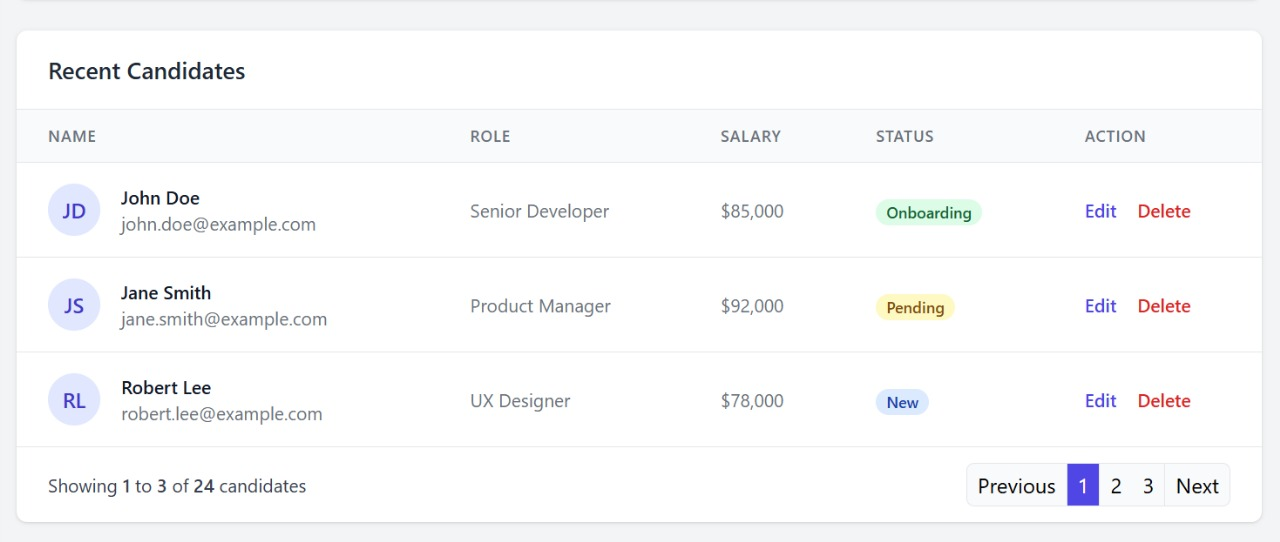 Recent Candidates
NAME ROLE SALARY STATUS ACTION
JD John Doe
john.doe@example.com Senior Developer $85,000 Onboarding Edit Delete
JS Jane Smith
jane.smith@example.com Product Manager $92,000 Pending Edit Delete
RL Robert Lee
robert.lee@example.com UX Designer $78,000 New Edit Delete
Showing 1 to 3 of 24 candidates Previous 1 2 3 Next